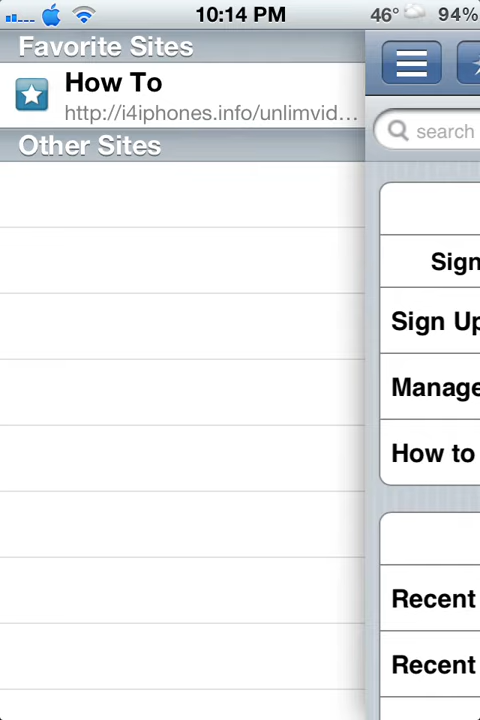 10:14 PM
46°
94%
Favorite Sites
How To
http://i4iphones.info/unlimvid...
Other Sites
search
Sign
Sign Up
Manage
How to
Recent
Recent